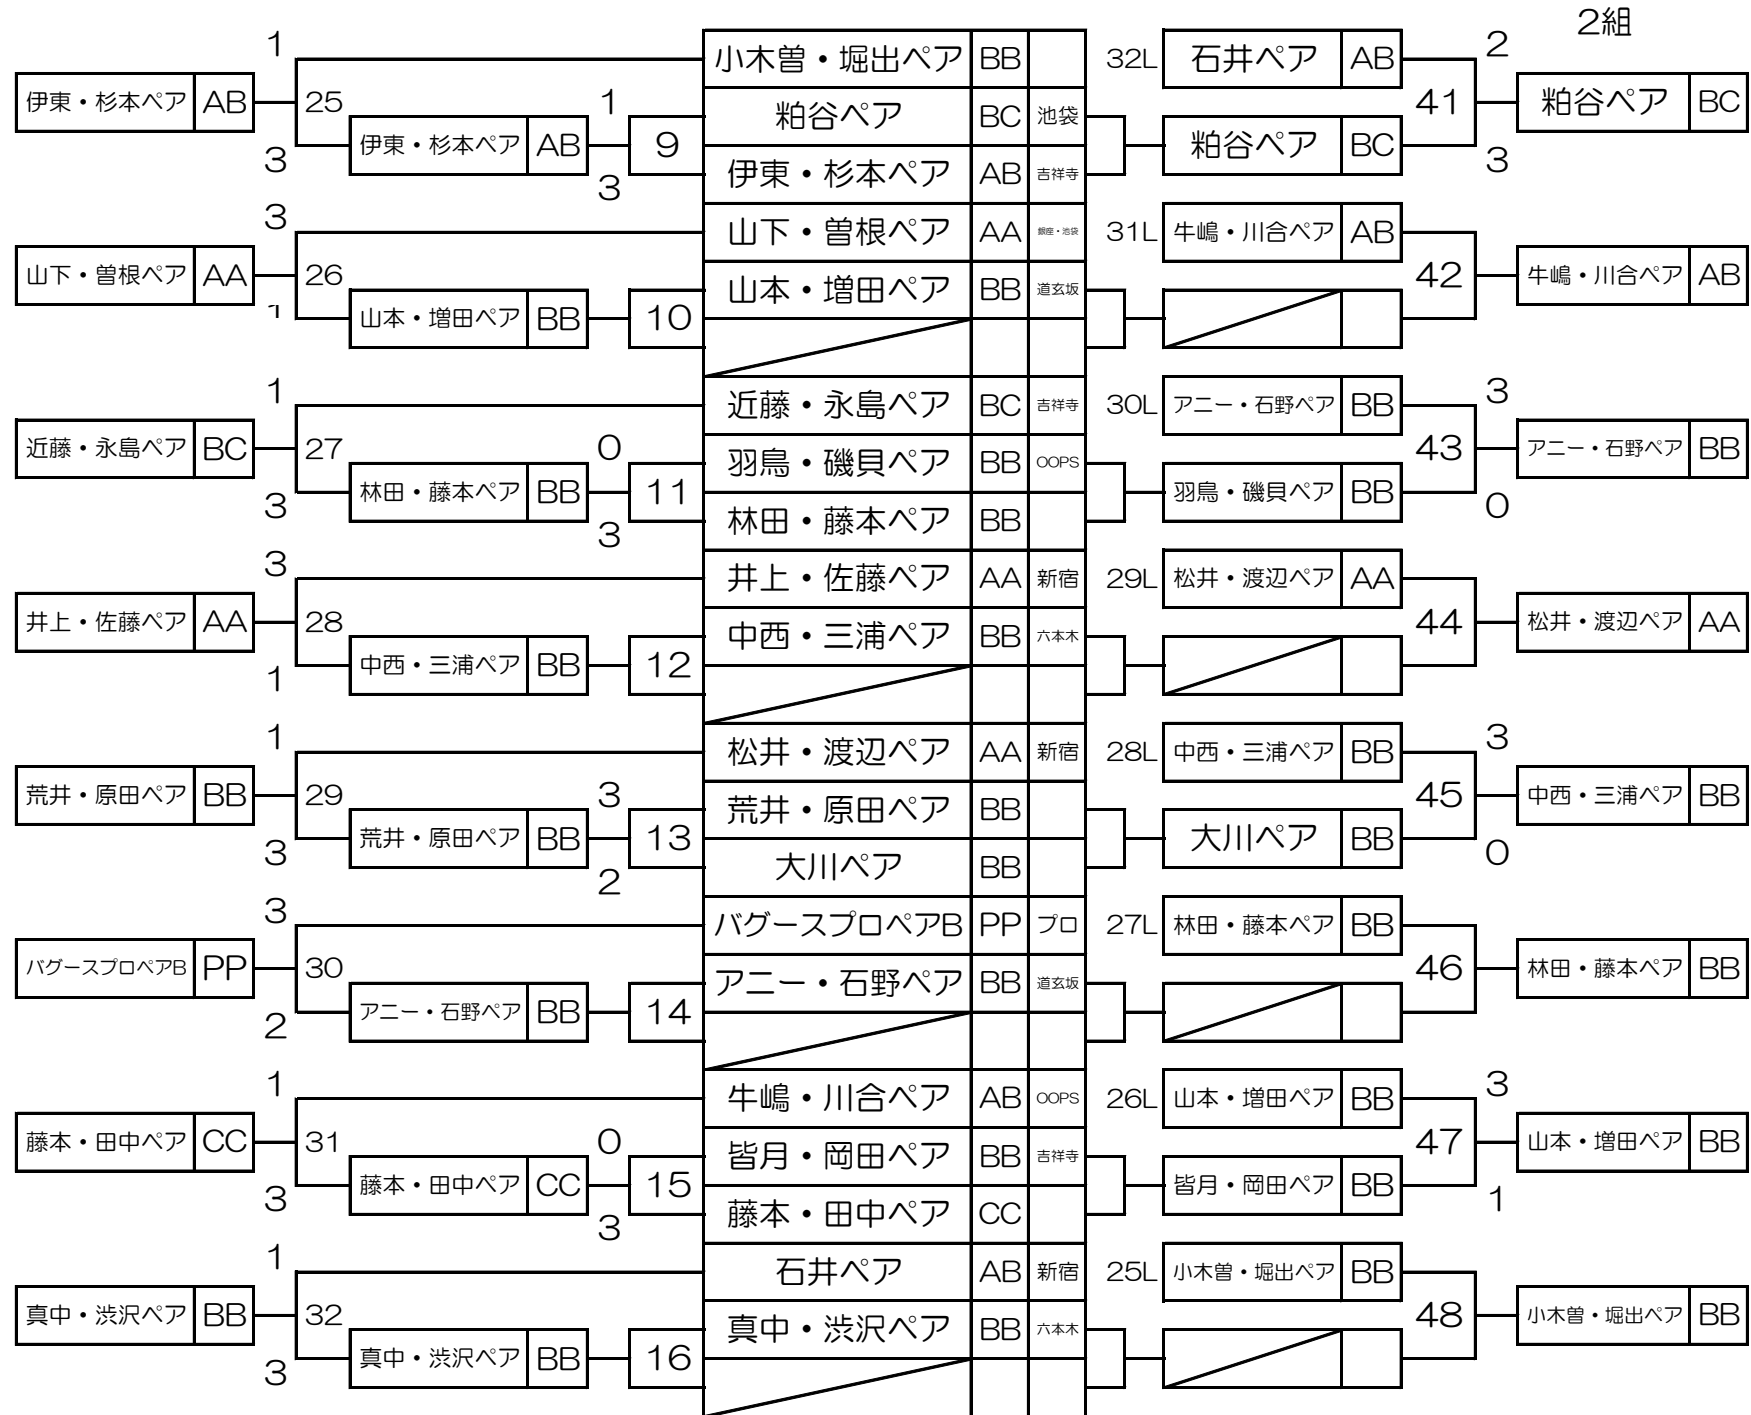 2組
1 小木曽・堀出ペア BB 32L 石井ペア AB 2
伊東・杉本ペア AB 25 1 粕谷ペア BC 池袋 41 粕谷ペア BC
伊東・杉本ペア AB 9 粕谷ペア BC
3 3 伊東・杉本ペア AB 吉祥寺 3
3 山下・曽根ペア AA 銀座・池袋 31L 牛嶋・川合ペア AB
山下・曽根ペア AA 26 山本・増田ペア BB 道玄坂 42 牛嶋・川合ペア AB
1 山本・増田ペア BB 10
1 近藤・永島ペア BC 吉祥寺 30L アニー・石野ペア BB 3
近藤・永島ペア BC 27 0 羽鳥・磯貝ペア BB OOPS 43 アニー・石野ペア BB
林田・藤本ペア BB 11 羽鳥・磯貝ペア BB
3 3 林田・藤本ペア BB 0
3 井上・佐藤ペア AA 新宿 29L 松井・渡辺ペア AA
井上・佐藤ペア AA 28 中西・三浦ペア BB 六本木 44 松井・渡辺ペア AA
1 中西・三浦ペア BB 12
1 松井・渡辺ペア AA 新宿 28L 中西・三浦ペア BB 3
荒井・原田ペア BB 29 3 荒井・原田ペア BB 45 中西・三浦ペア BB
荒井・原田ペア BB 13 大川ペア BB
3 2 大川ペア BB 0
3 バグースプロペアB PP プロ 27L 林田・藤本ペア BB
バグースプロペアB PP 30 アニー・石野ペア BB 道玄坂 46 林田・藤本ペア BB
2 アニー・石野ペア BB 14
1 牛嶋・川合ペア AB OOPS 26L 山本・増田ペア BB 3
藤本・田中ペア CC 31 0 皆月・岡田ペア BB 吉祥寺 47 山本・増田ペア BB
藤本・田中ペア CC 15 皆月・岡田ペア BB
3 3 藤本・田中ペア CC 1
1 石井ペア AB 新宿 25L 小木曽・堀出ペア BB
真中・渋沢ペア BB 32 真中・渋沢ペア BB 六本木 48 小木曽・堀出ペア BB
3 真中・渋沢ペア BB 16